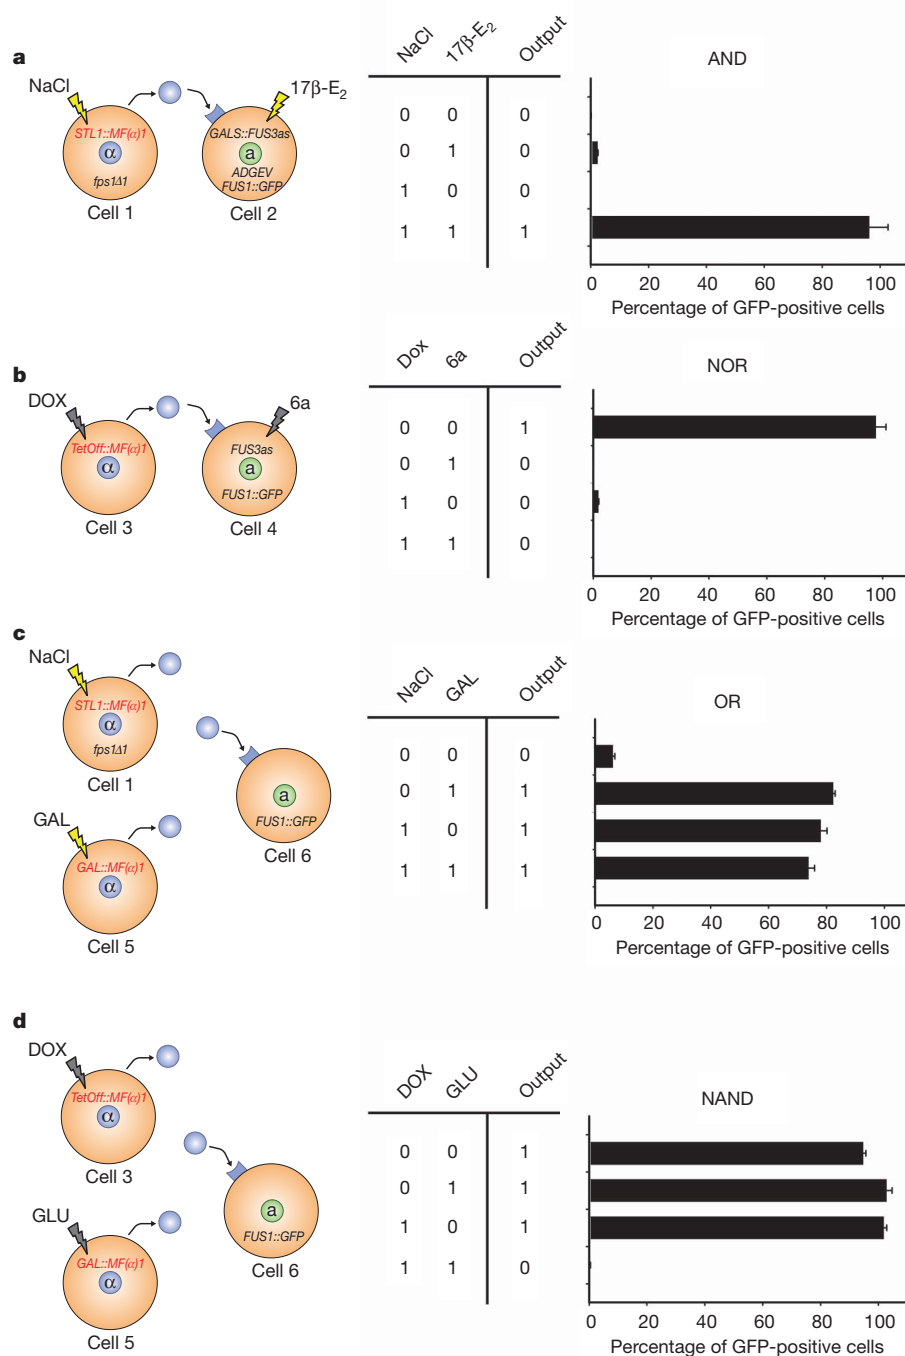 a
NaCl
17β-E2
STL1::MF(α)1
α
fps1Δ1
Cell 1
GALS::FUS3as
a
ADGEV
FUS1::GFP
Cell 2
NaCl 17β-E2 Output
0 0 0
0 1 0
1 0 0
1 1 1
AND
0 20 40 60 80 100
Percentage of GFP-positive cells
b
DOX
6a
TetOff::MF(α)1
α
Cell 3
FUS3as
a
FUS1::GFP
Cell 4
Dox 6a Output
0 0 1
0 1 0
1 0 0
1 1 0
NOR
0 20 40 60 80 100
Percentage of GFP-positive cells
c
NaCl
STL1::MF(α)1
α
fps1Δ1
Cell 1
GAL
GAL::MF(α)1
α
Cell 5
a
FUS1::GFP
Cell 6
NaCl GAL Output
0 0 0
0 1 1
1 0 1
1 1 1
OR
0 20 40 60 80 100
Percentage of GFP-positive cells
d
DOX
TetOff::MF(α)1
α
Cell 3
GLU
GAL::MF(α)1
α
Cell 5
a
FUS1::GFP
Cell 6
DOX GLU Output
0 0 1
0 1 1
1 0 1
1 1 0
NAND
0 20 40 60 80 100
Percentage of GFP-positive cells